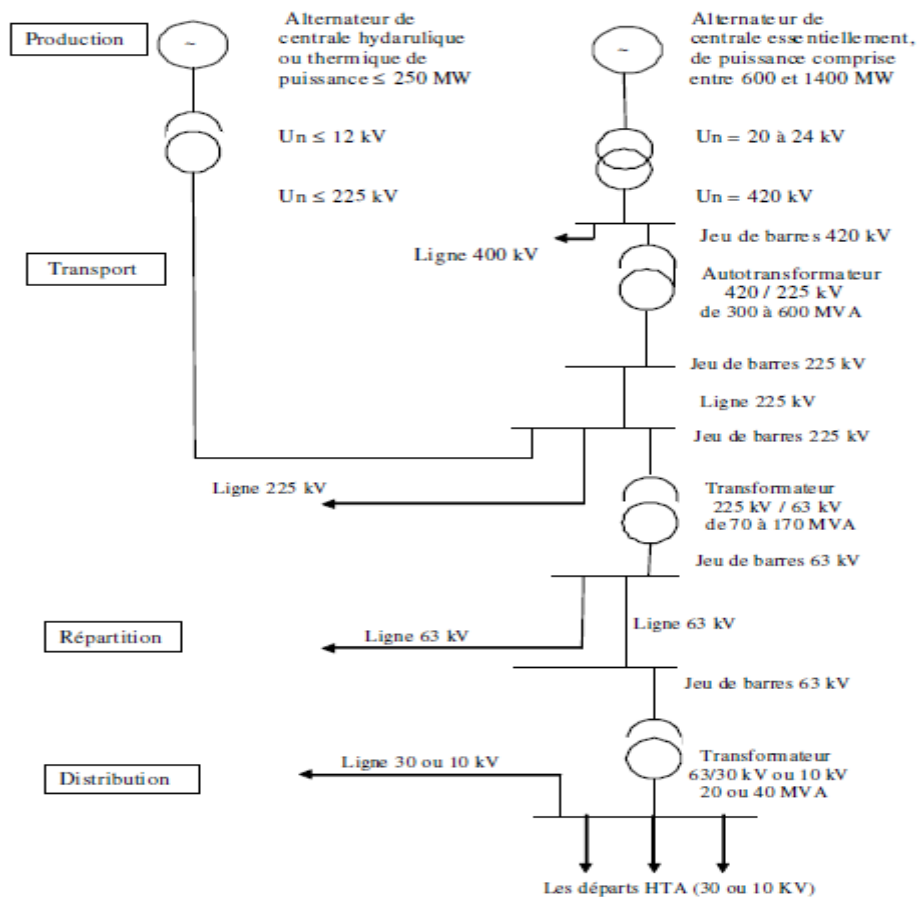 Production
~
Alternateur de
centrale hydarulique
ou thermique de
puissance ≤ 250 MW
~
Alternateur de
centrale essentiellement,
de puissance comprise
entre 600 et 1400 MW
Un ≤ 12 kV
Un = 20 à 24 kV
Un ≤ 225 kV
Un = 420 kV
Jeu de barres 420 kV
Ligne 400 kV
Transport
Autotransformateur
420 / 225 kV
de 300 à 600 MVA
Jeu de barres 225 kV
Ligne 225 kV
Jeu de barres 225 kV
Ligne 225 kV
Transformateur
225 kV / 63 kV
de 70 à 170 MVA
Jeu de barres 63 kV
Répartition
Ligne 63 kV
Ligne 63 kV
Jeu de barres 63 kV
Distribution
Ligne 30 ou 10 kV
Transformateur
63/30 kV ou 10 kV
20 ou 40 MVA
Les départs HTA (30 ou 10 KV)